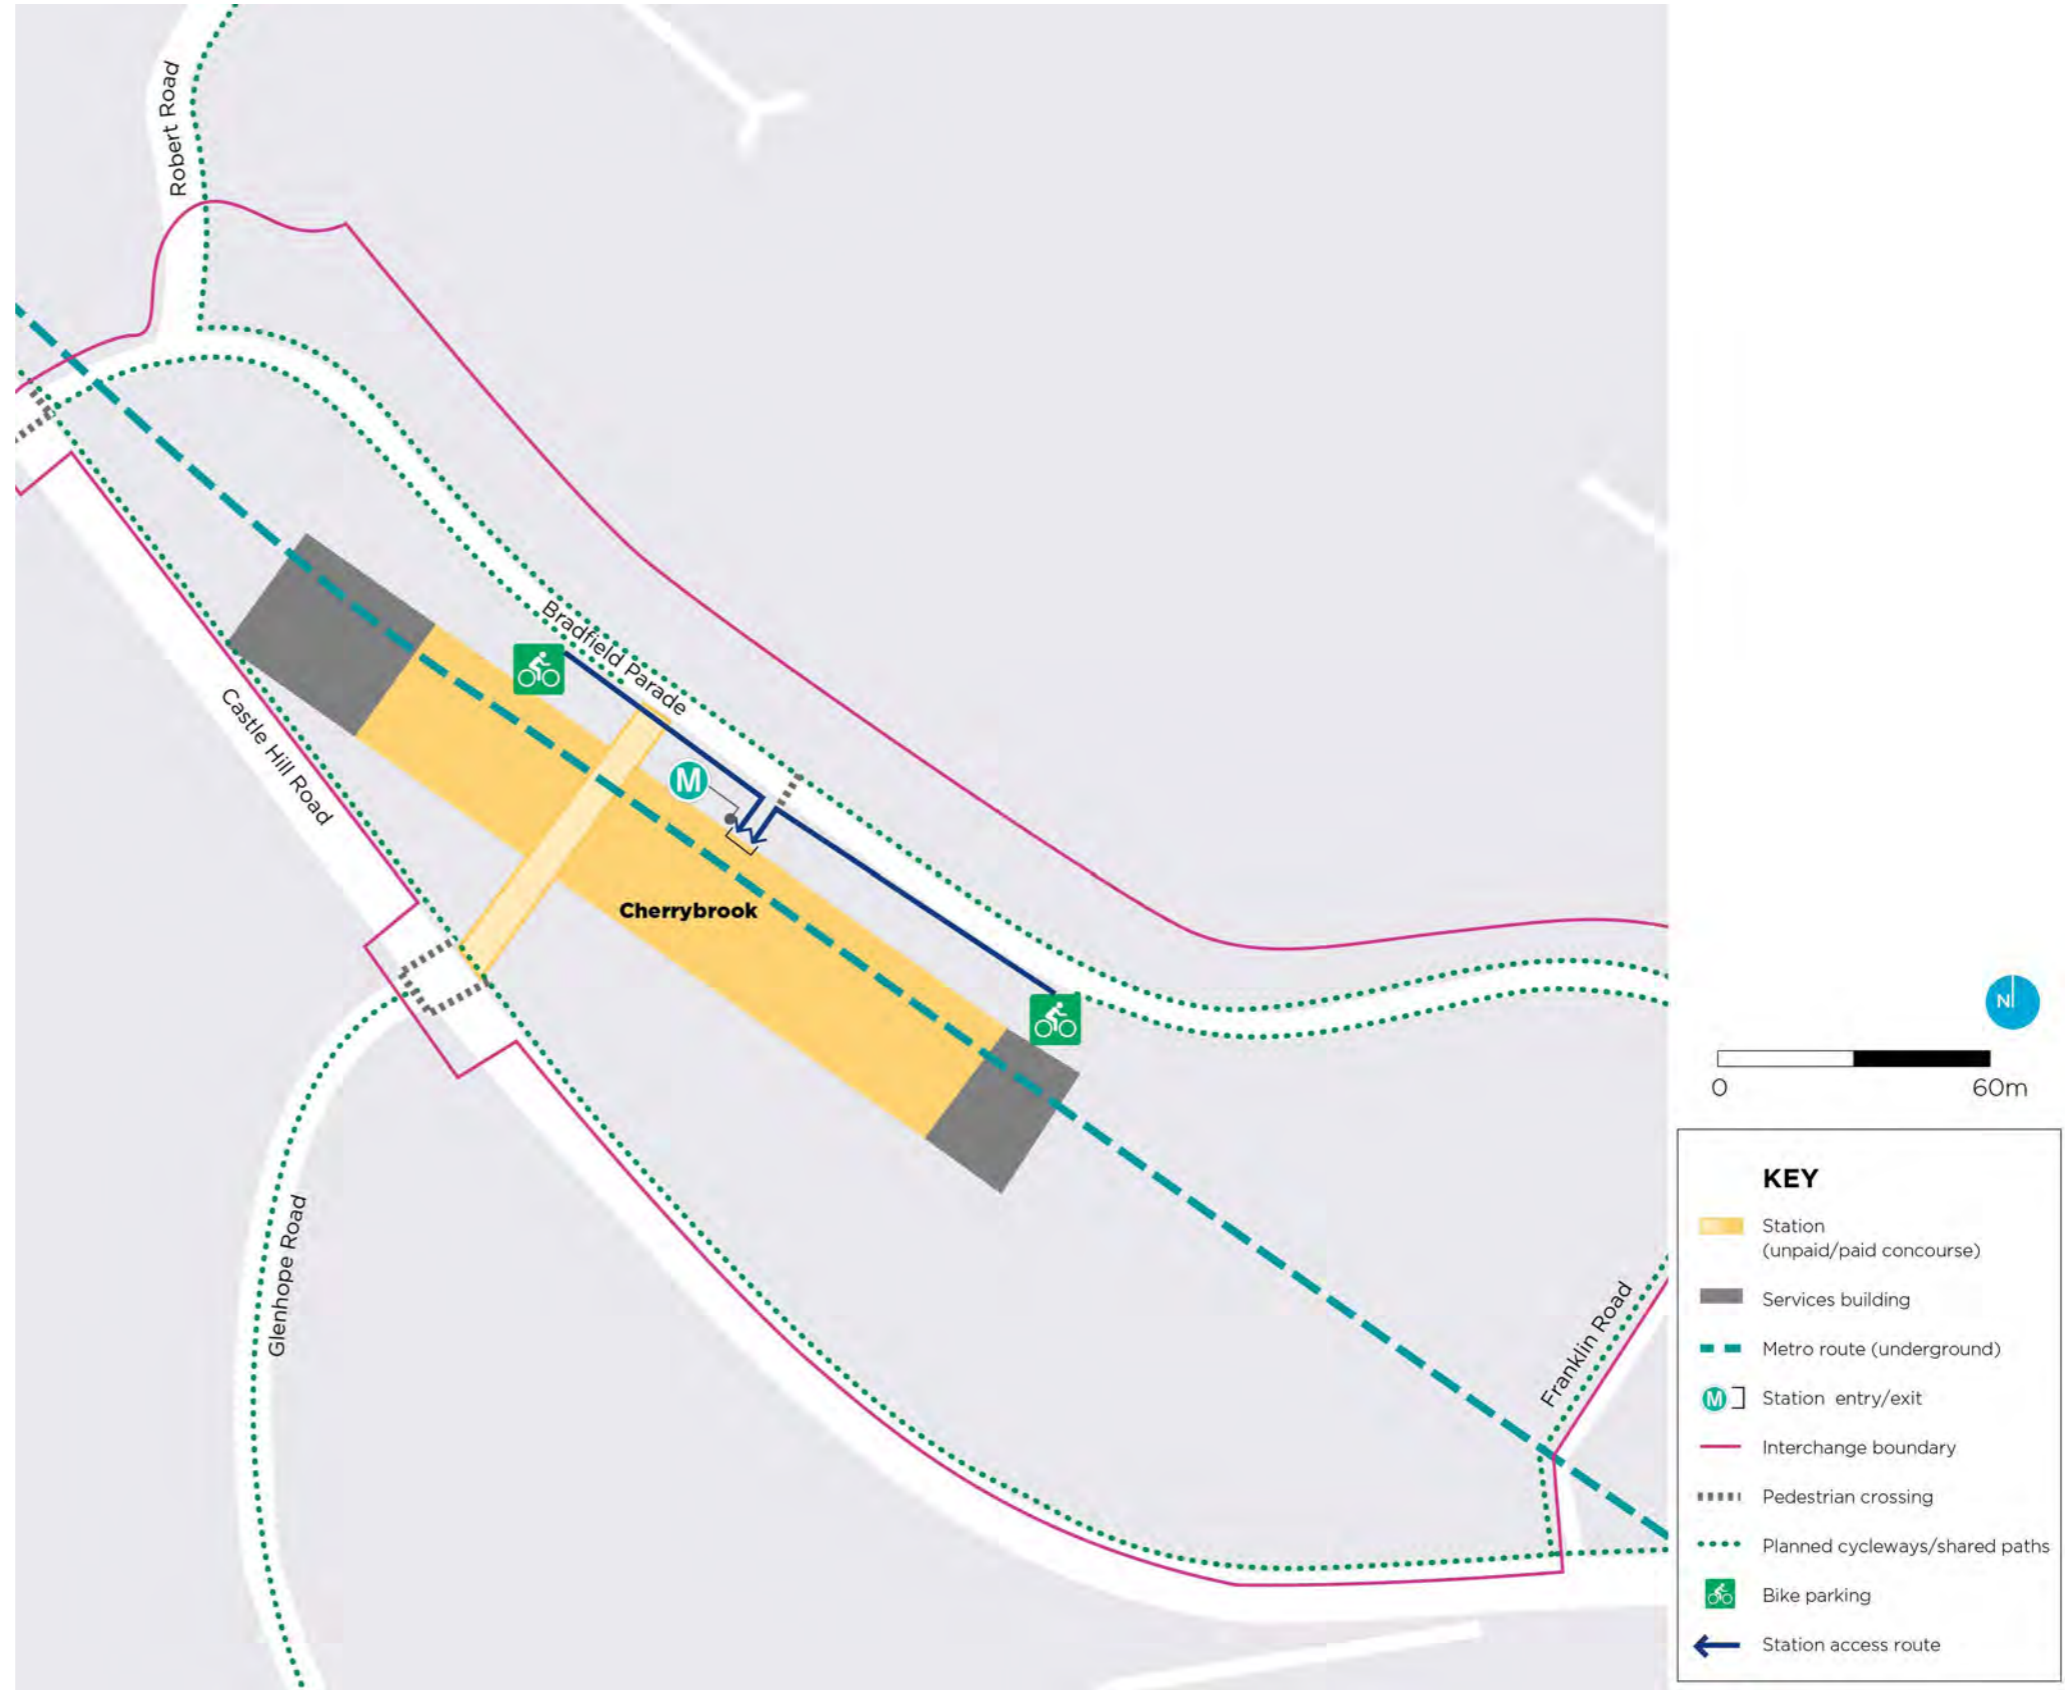 Robert Road
Bradfield Parade
Castle Hill Road
M
Cherrybrook
Glenhope Road
Franklin Road
N
0 60m
KEY
Station
(unpaid/paid concourse)
Services building
Metro route (underground)
M Station entry/exit
Interchange boundary
Pedestrian crossing
Planned cycleways/shared paths
Bike parking
Station access route